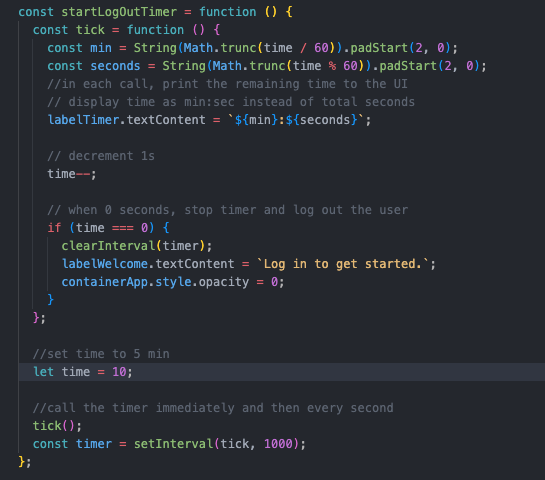 const startLogOutTimer = function () {
  const tick = function () {
    const min = String(Math.trunc(time / 60)).padStart(2, 0);
    const seconds = String(Math.trunc(time % 60)).padStart(2, 0);
    //in each call, print the remaining time to the UI
    // display time as min:sec instead of total seconds
    labelTimer.textContent = `${min}:${seconds}`;

    // decrement 1s
    time--;

    // when 0 seconds, stop timer and log out the user
    if (time === 0) {
      clearInterval(timer);
      labelWelcome.textContent = `Log in to get started.`;
      containerApp.style.opacity = 0;
    }
  };

  //set time to 5 min
  let time = 10;

  //call the timer immediately and then every second
  tick();
  const timer = setInterval(tick, 1000);
};